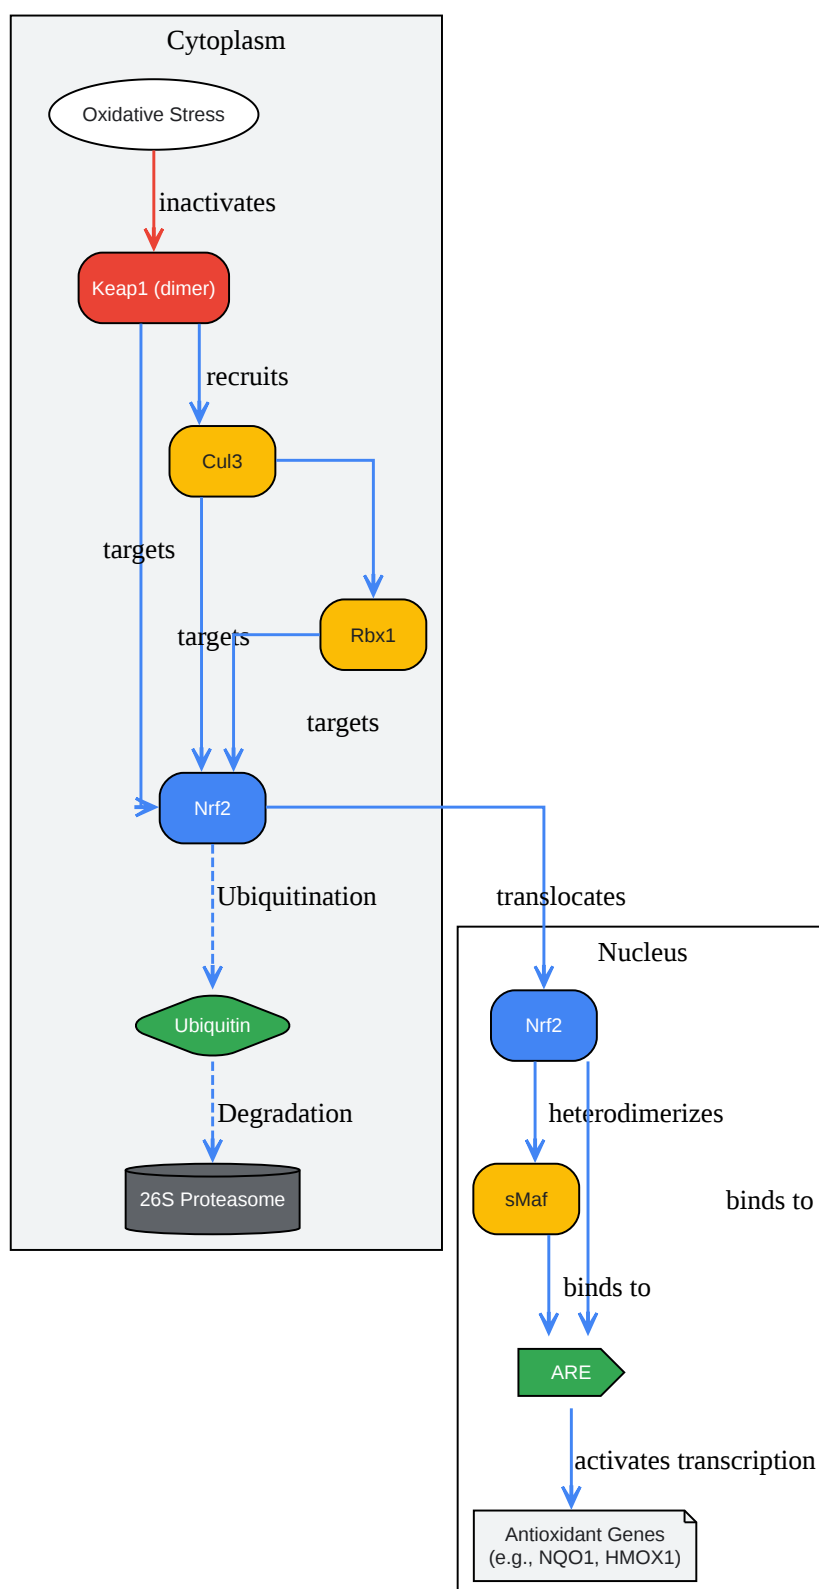 Cytoplasm
Oxidative Stress
inactivates
Keap1 (dimer)
recruits
Cul3
targets
targets
Rbx1
targets
Nrf2
Ubiquitination
translocates
Nucleus
Ubiquitin
Nrf2
Degradation
heterodimerizes
26S Proteasome
sMaf
binds to
binds to
ARE
activates transcription
Antioxidant Genes
(e.g., NQO1, HMOX1)